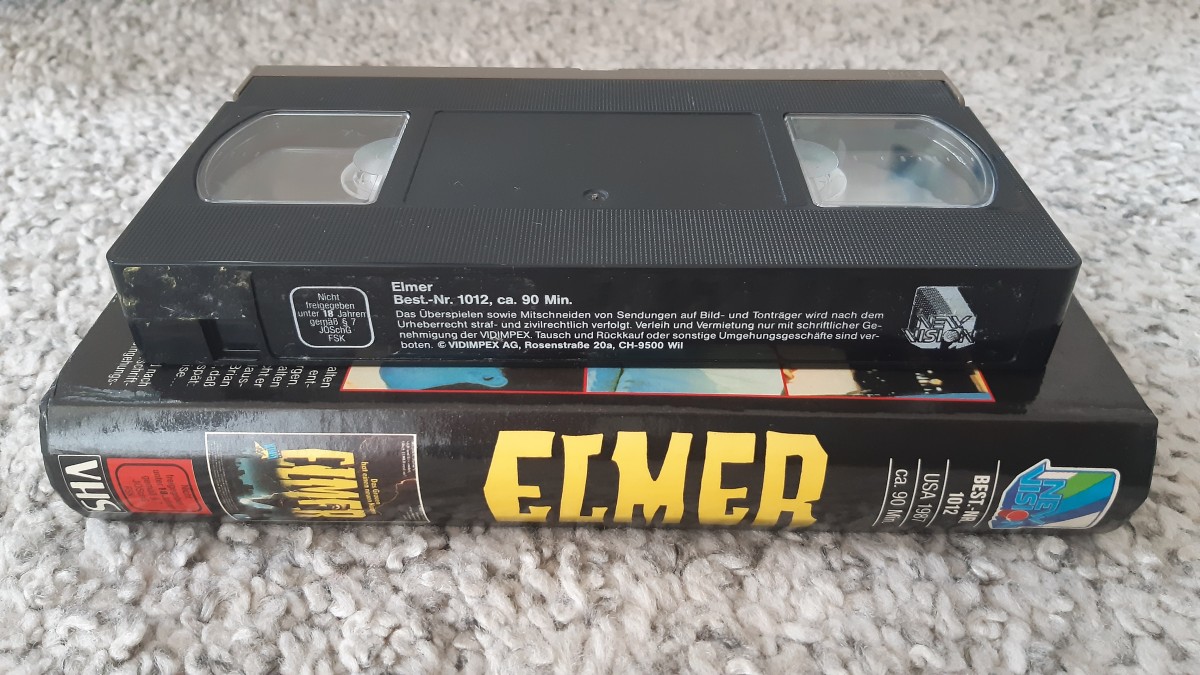 Nicht
freigegeben
unter 18 Jahren
gemäß § 7
JÖSchG
FSK
Elmer
Best.-Nr. 1012, ca. 90 Min.
Das Überspielen sowie Mitschneiden von Sendungen auf Bild- und Tonträger wird nach dem
Urheberrecht straf- und zivilrechtlich verfolgt. Verleih und Vermietung nur mit schriftlicher Ge-
nehmigung der VIDIMPEX. Tausch und Rückkauf oder sonstige Umgehungsgeschäfte sind ver-
boten. © VIDIMPEX AG, Rosenstraße 20a, CH-9500 Wil
NEW
VISION
VHS
ELMER
ELMER
BEST.-NR.
1012
USA 1987
ca. 90 Min
NEW
VISION